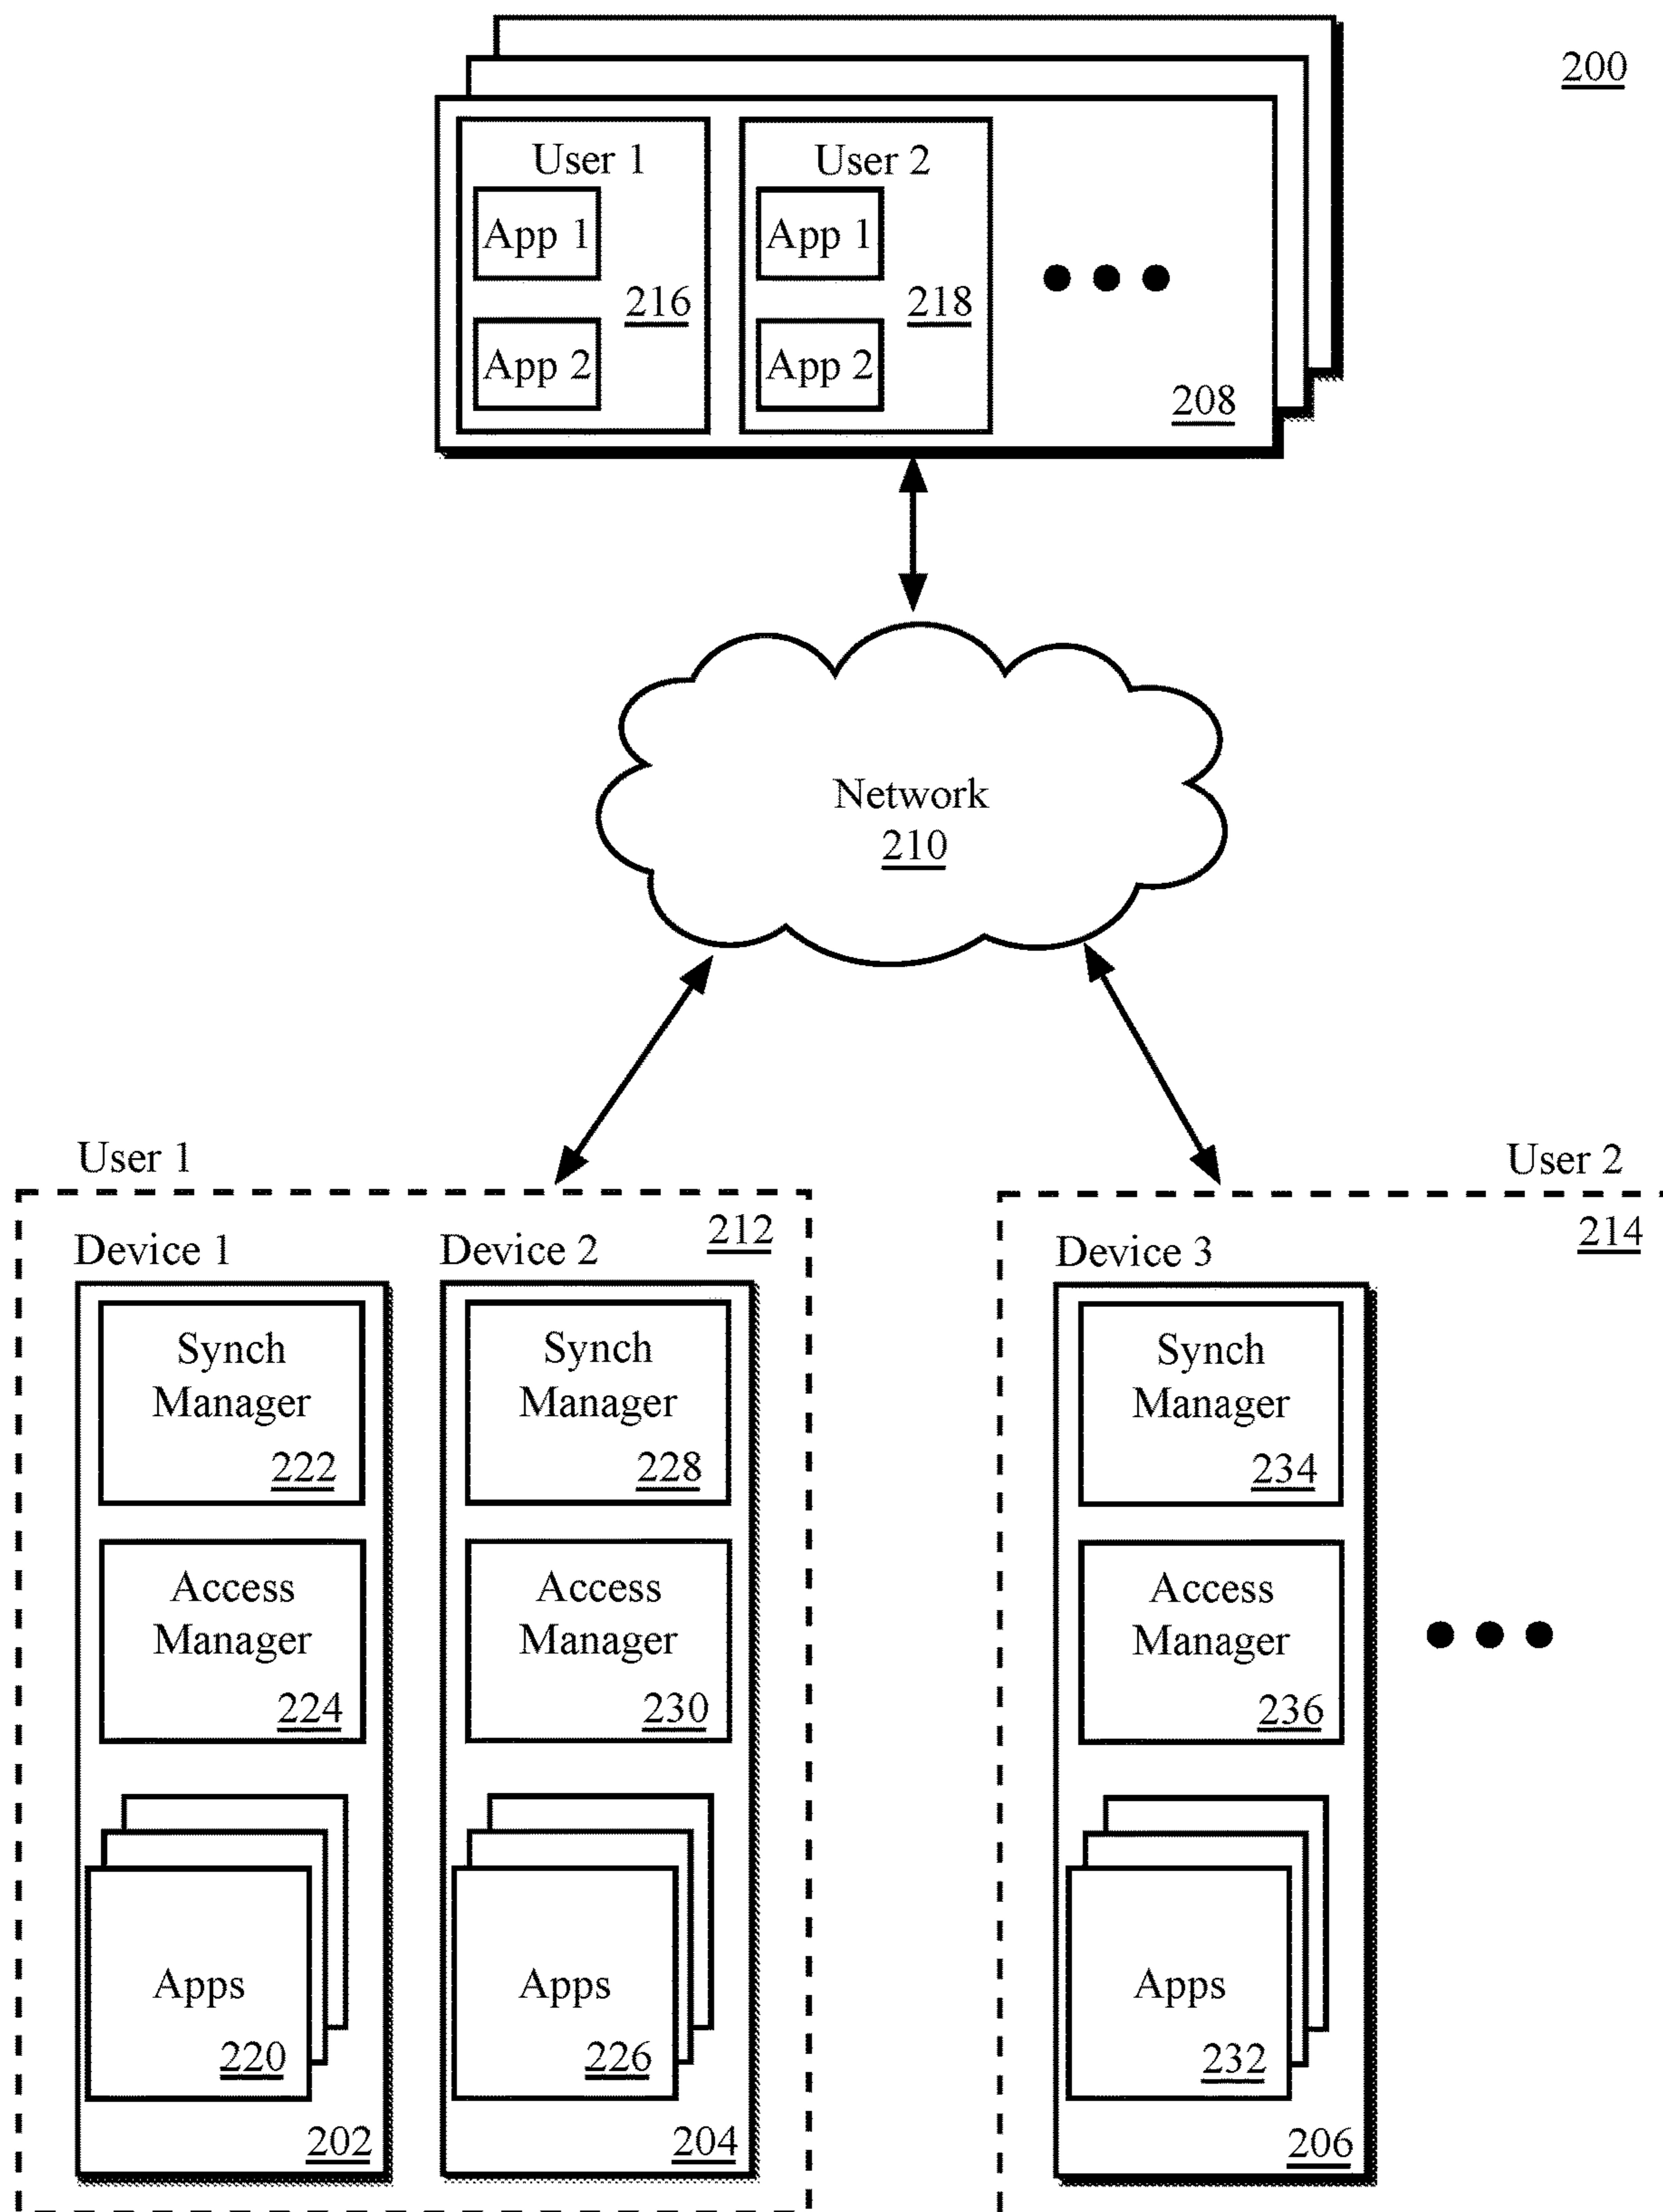 200
User 1
App 1
216
App 2
User 2
App 1
218
App 2
208
Network
210
User 1
212
Device 1
Synch
Manager
222
Access
Manager
224
Apps
220
202
Device 2
Synch
Manager
228
Access
Manager
230
Apps
226
204
User 2
214
Device 3
Synch
Manager
234
Access
Manager
236
Apps
232
206